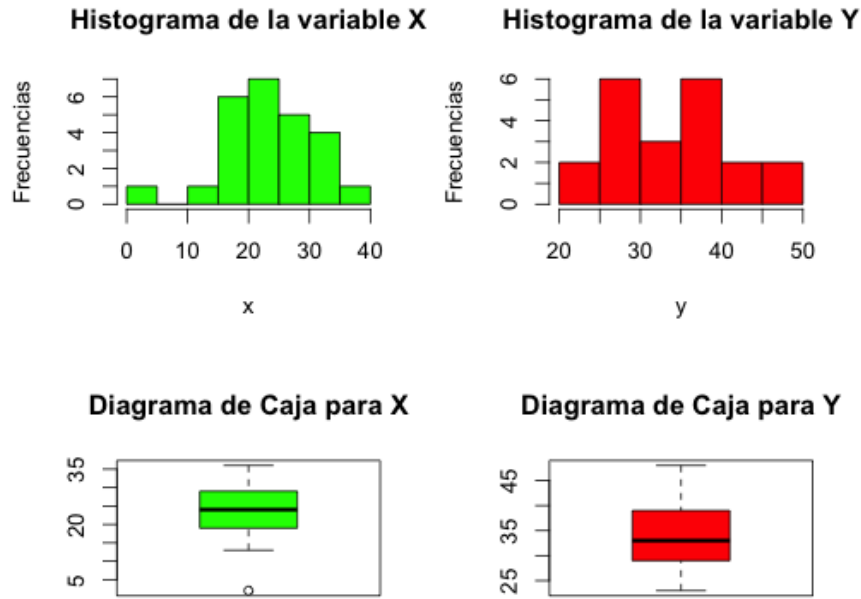 Histograma de la variable X
Frecuencias
0 2 4 6
0 10 20 30 40
x
Histograma de la variable Y
Frecuencias
0 2 4 6
20 30 40 50
y
Diagrama de Caja para X
5 20 35
Diagrama de Caja para Y
25 35 45